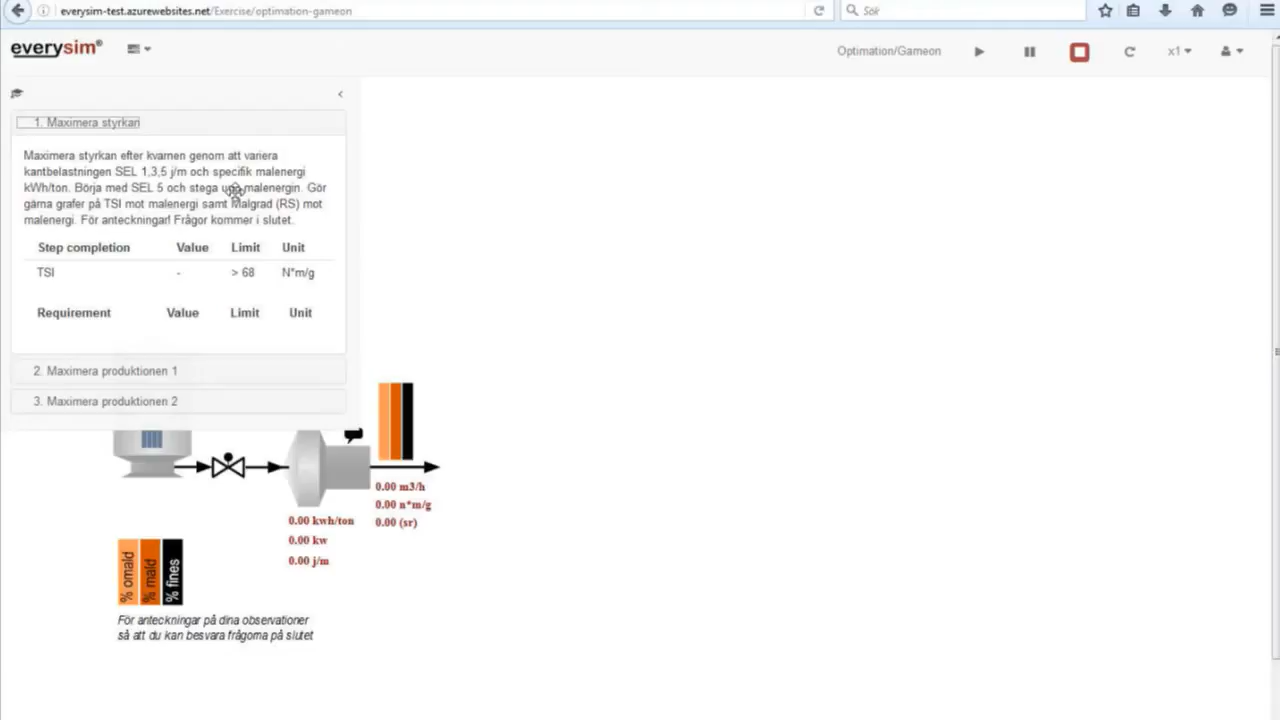 everysim-test.azurewebsites.net/Exercise/optimation-gameon
Sök
everysim®
Optimation/Gameon
x1
1. Maximera styrkan
Maximera styrkan efter kvarnen genom att variera
kantbelastningen SEL 1,3,5 j/m och specifik malenergi
kWh/ton. Börja med SEL 5 och stega malenergin. Gör
gärna grafer på TSI mot malenergi samt Malgrad (RS) mot
malenergi. För anteckningar! Frågor kommer i slutet.
Step completion Value Limit Unit
TSI - > 68 N*m/g
Requirement Value Limit Unit
2. Maximera produktionen 1
3. Maximera produktionen 2
0.00 m3/h
0.00 n*m/g
0.00 (sr)
0.00 kwh/ton
0.00 kw
0.00 j/m
% omald
% mald
% fines
För anteckningar på dina observationer
så att du kan besvara frågorna på slutet